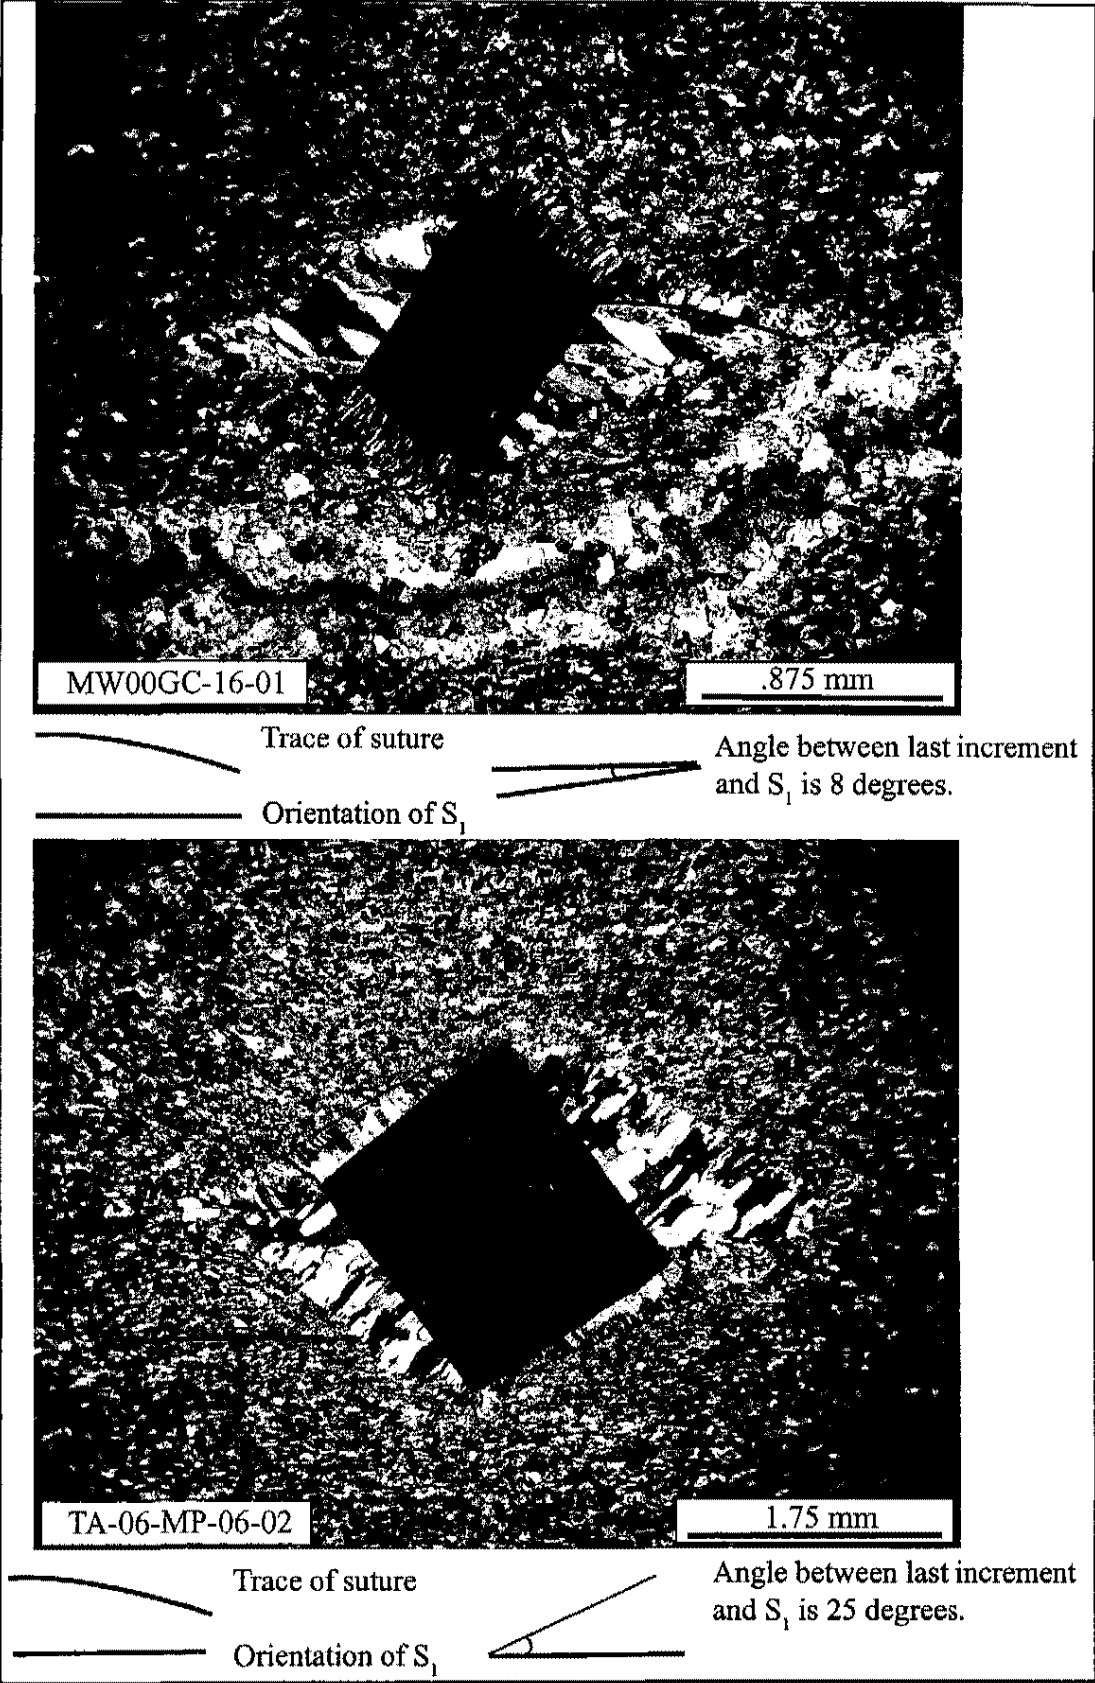 MW00GC-16-01
.875 mm
Trace of suture
Orientation of S1
Angle between last increment
and S1 is 8 degrees.
TA-06-MP-06-02
1.75 mm
Trace of suture
Orientation of S1
Angle between last increment
and S1 is 25 degrees.